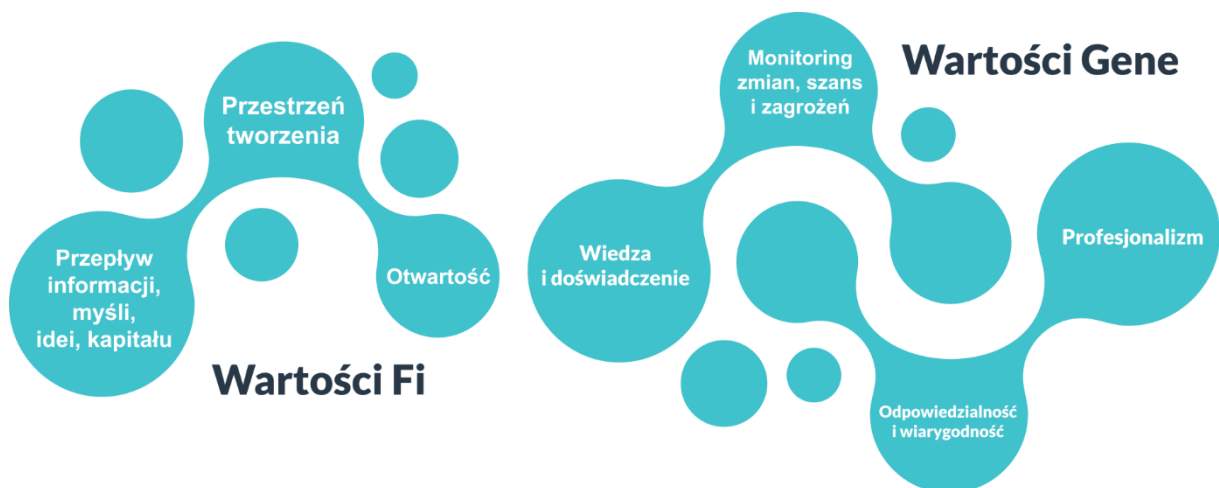 Przestrzeń
tworzenia
Przepływ
informacji,
myśli,
idei, kapitału
Otwartość
Wartości Fi
Monitoring
zmian, szans
i zagrożeń
Wartości Gene
Wiedza
i doświadczenie
Profesjonalizm
Odpowiedzialność
i wiarygodność